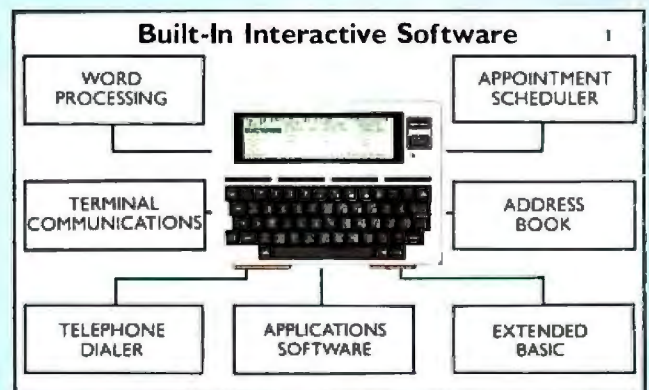 Built-In Interactive Software 1
WORD
PROCESSING
APPOINTMENT
SCHEDULER
TERMINAL
COMMUNICATIONS
ADDRESS
BOOK
TELEPHONE
DIALER
APPLICATIONS
SOFTWARE
EXTENDED
BASIC